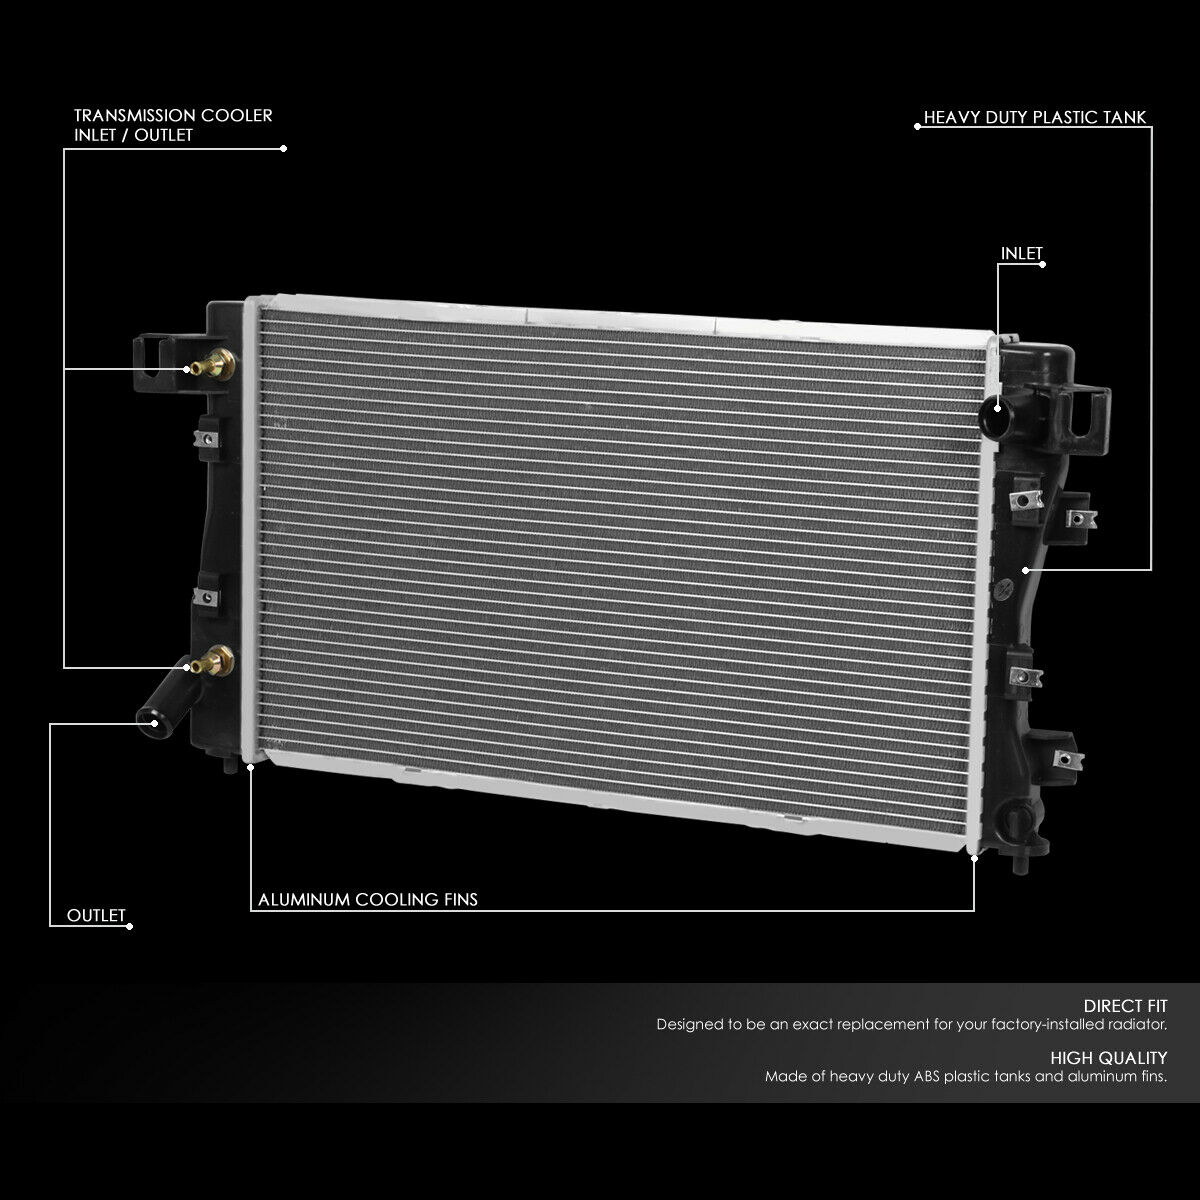 TRANSMISSION COOLER
INLET / OUTLET
HEAVY DUTY PLASTIC TANK
INLET
ALUMINUM COOLING FINS
OUTLET
DIRECT FIT
Designed to be an exact replacement for your factory-installed radiator.
HIGH QUALITY
Made of heavy duty ABS plastic tanks and aluminum fins.